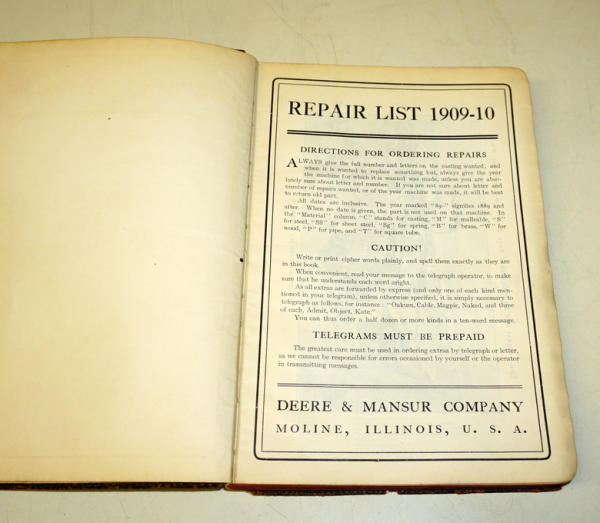 REPAIR LIST 1909-10
DIRECTIONS FOR ORDERING REPAIRS
ALWAYS give the full number and letters on the casting wanted; and
when it is wanted to replace something lost, always give the year
the machine for which it is wanted was made, unless you are abso-
lutely sure about letter and number. If you are not sure about letter and
number of repairs wanted, or of the year machine was made, it will be best
to return old part.
All dates are inclusive. The year marked "89-" signifies 1889 and
after. When no date is given, the part is not used on that machine. In
the "Material" column, "C" stands for casting, "M" for malleable, "S"
for steel, "SS" for sheet steel, "Sg" for spring, "B" for brass, "W" for
wood, "P" for pipe, and "T" for square tube.
CAUTION!
Write or print cipher words plainly, and spell them exactly as they are
in this book.
When convenient, read your message to the telegraph operator, to make
sure that he understands each word aright.
As all extras are forwarded by express (and only one of each kind men-
tioned in your telegram), unless otherwise specified, it is simply necessary to
telegraph as follows, for instance: "Oakum, Cable, Magpie, Naked, and three
of each, Admit, Object, Kate."
You can thus order a half dozen or more kinds in a ten-word message.
TELEGRAMS MUST BE PREPAID
The greatest care must be used in ordering extras by telegraph or letter,
as we cannot be responsible for errors occasioned by yourself or the operator
in transmitting messages.
DEERE & MANSUR COMPANY
MOLINE, ILLINOIS, U. S. A.